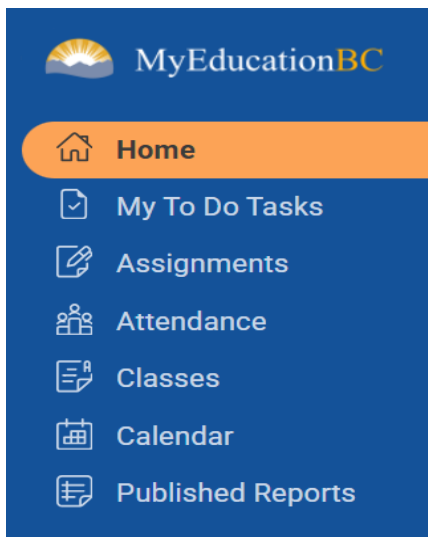 MyEducationBC
Home
My To Do Tasks
Assignments
Attendance
Classes
Calendar
Published Reports